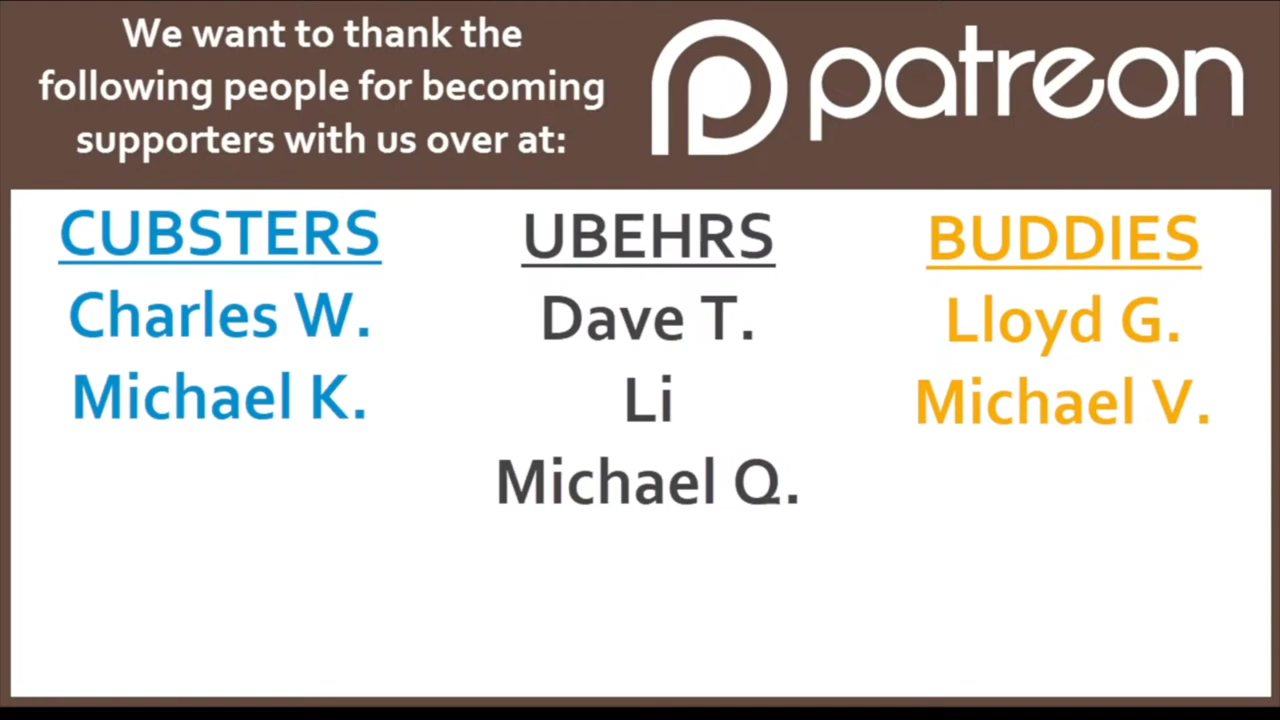 We want to thank the
following people for becoming
supporters with us over at:
patreon
CUBSTERS
Charles W.
Michael K.
UBEHRS
Dave T.
Li
Michael Q.
BUDDIES
Lloyd G.
Michael V.